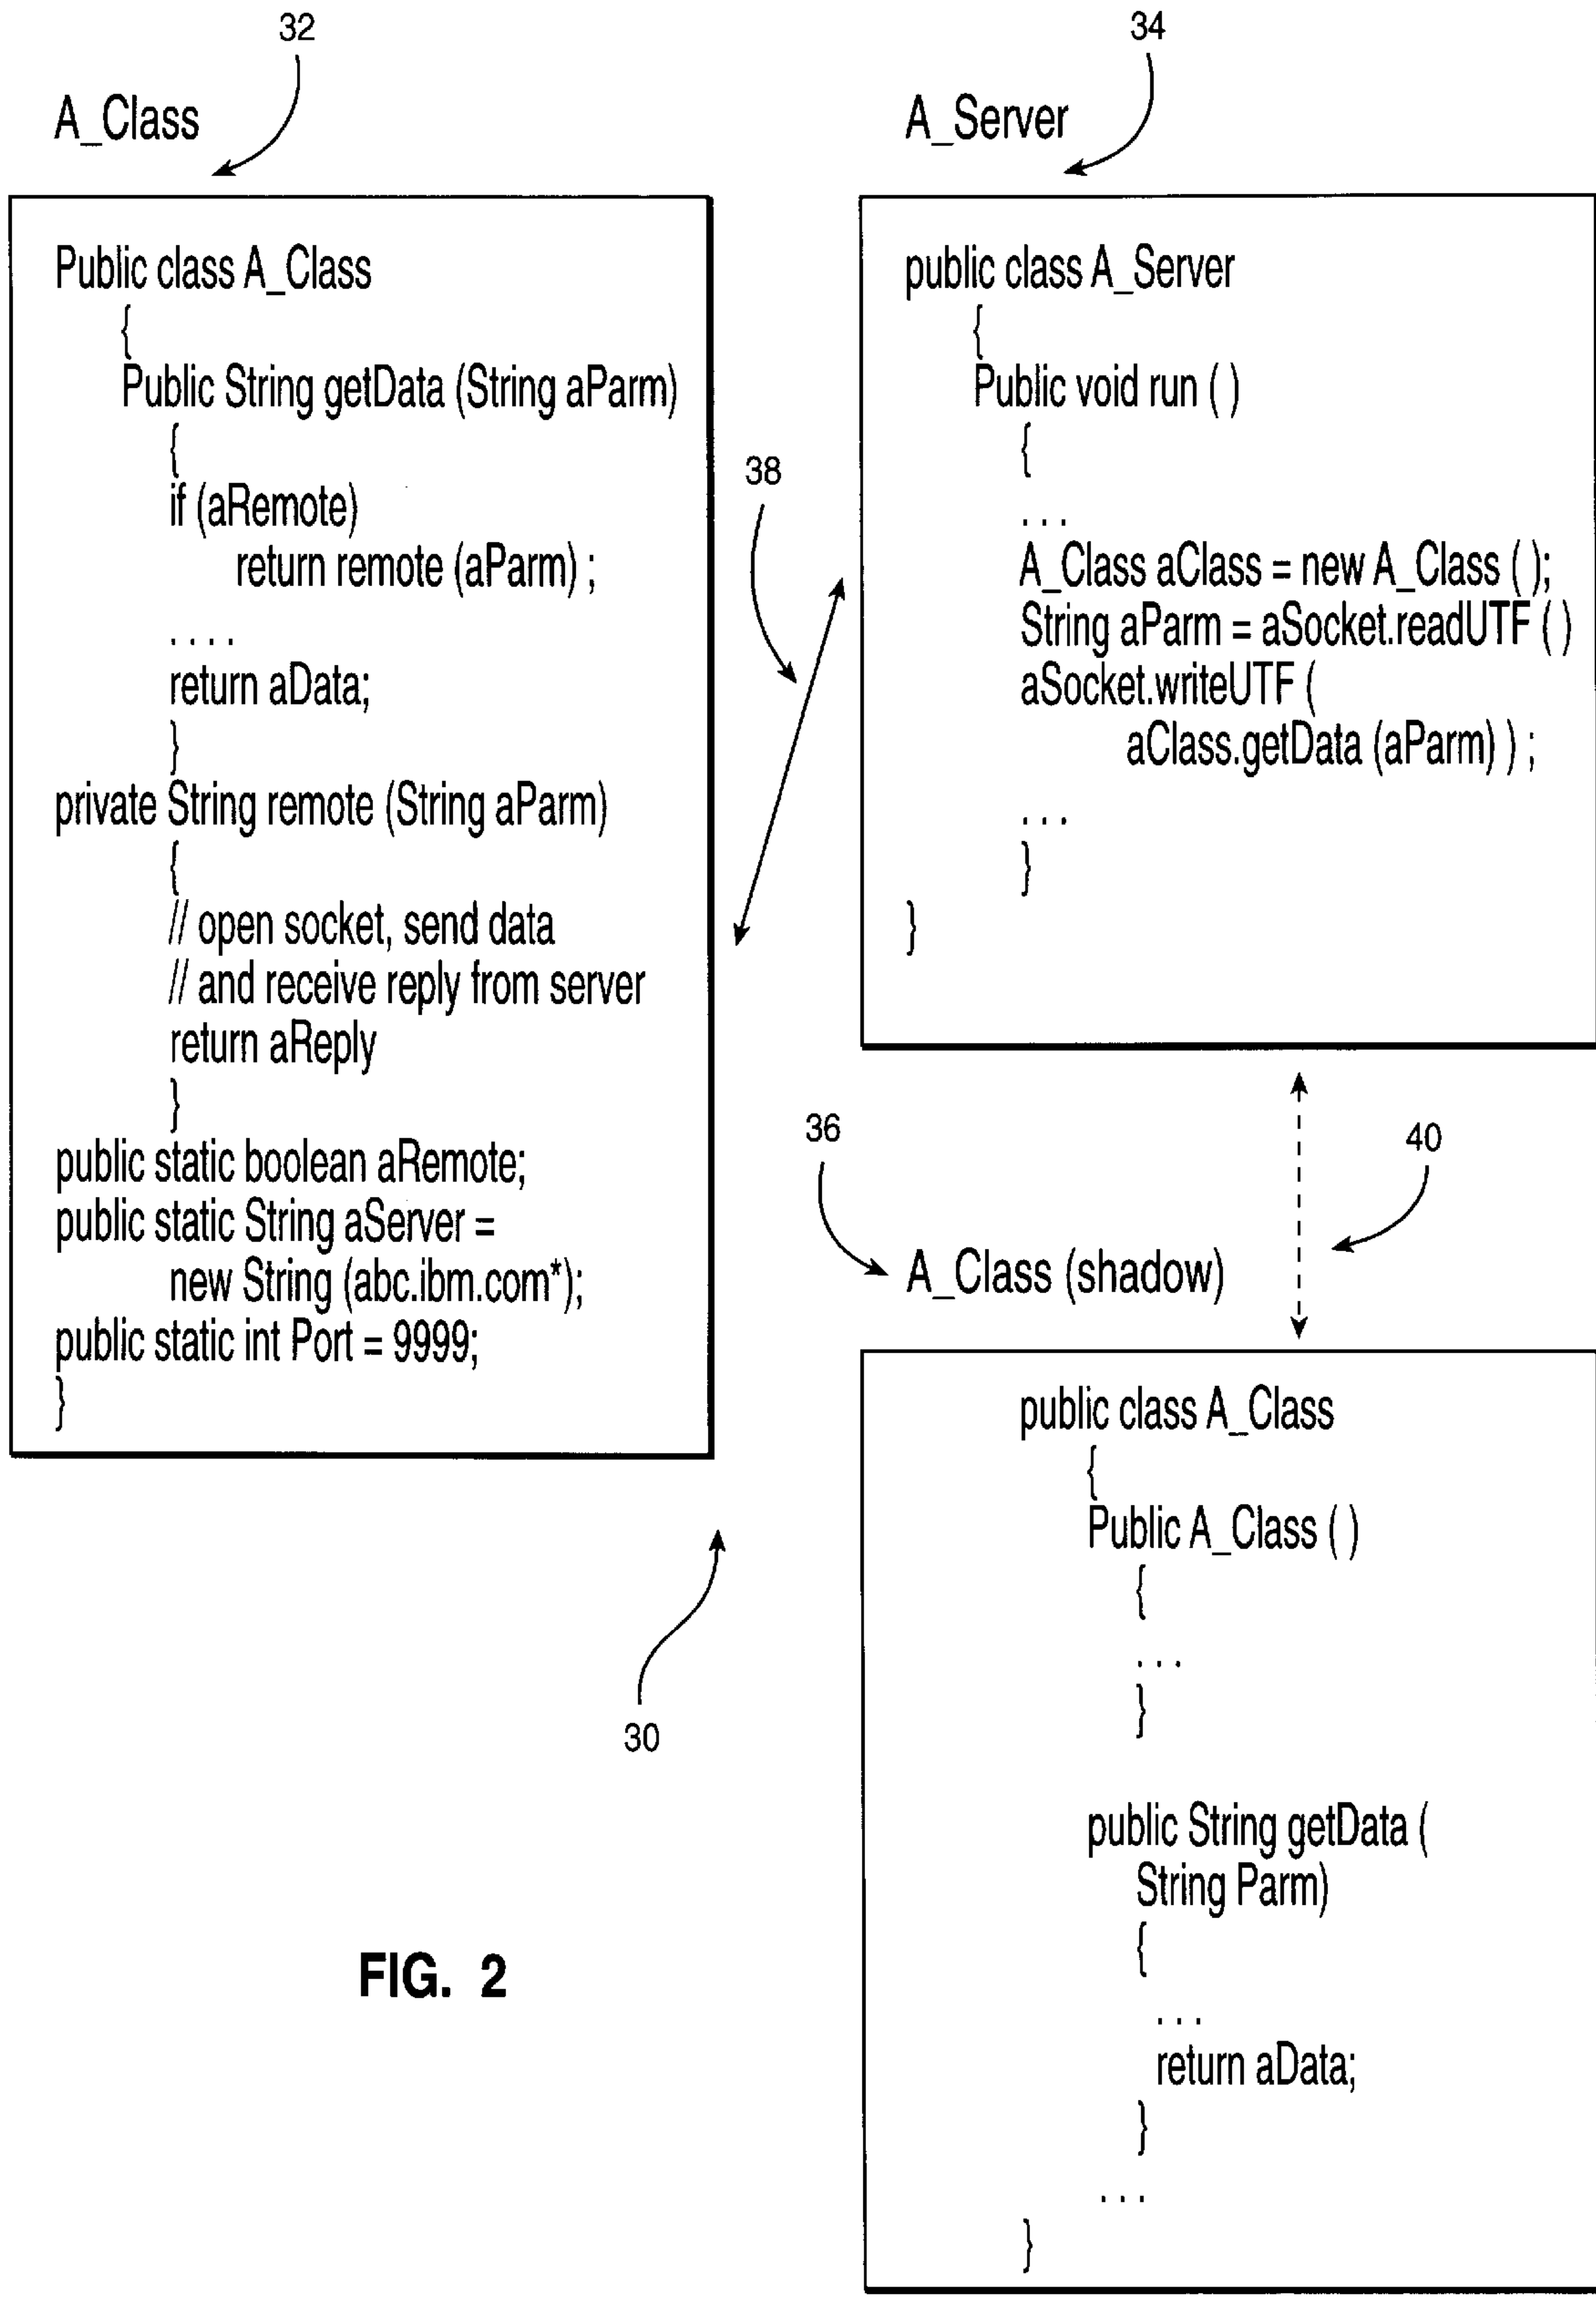 32
A_Class
Public class A_Class
{
Public String getData (String aParm)
{
if (aRemote)
return remote (aParm) ;
. . . .
return aData;
}
private String remote (String aParm)
{
// open socket, send data
// and receive reply from server
return aReply
}
public static boolean aRemote;
public static String aServer =
new String (abc.ibm.com*);
public static int Port = 9999;
}
38
34
A_Server
public class A_Server
{
Public void run ( )
{
. . .
A_Class aClass = new A_Class ( );
String aParm = aSocket.readUTF ( )
aSocket.writeUTF (
aClass.getData (aParm) ) ;
. . .
}
}
40
36
A_Class (shadow)
public class A_Class
{
Public A_Class ( )
{
. . .
}
public String getData (
String Parm)
{
. . .
return aData;
}
. . .
}
30
FIG. 2